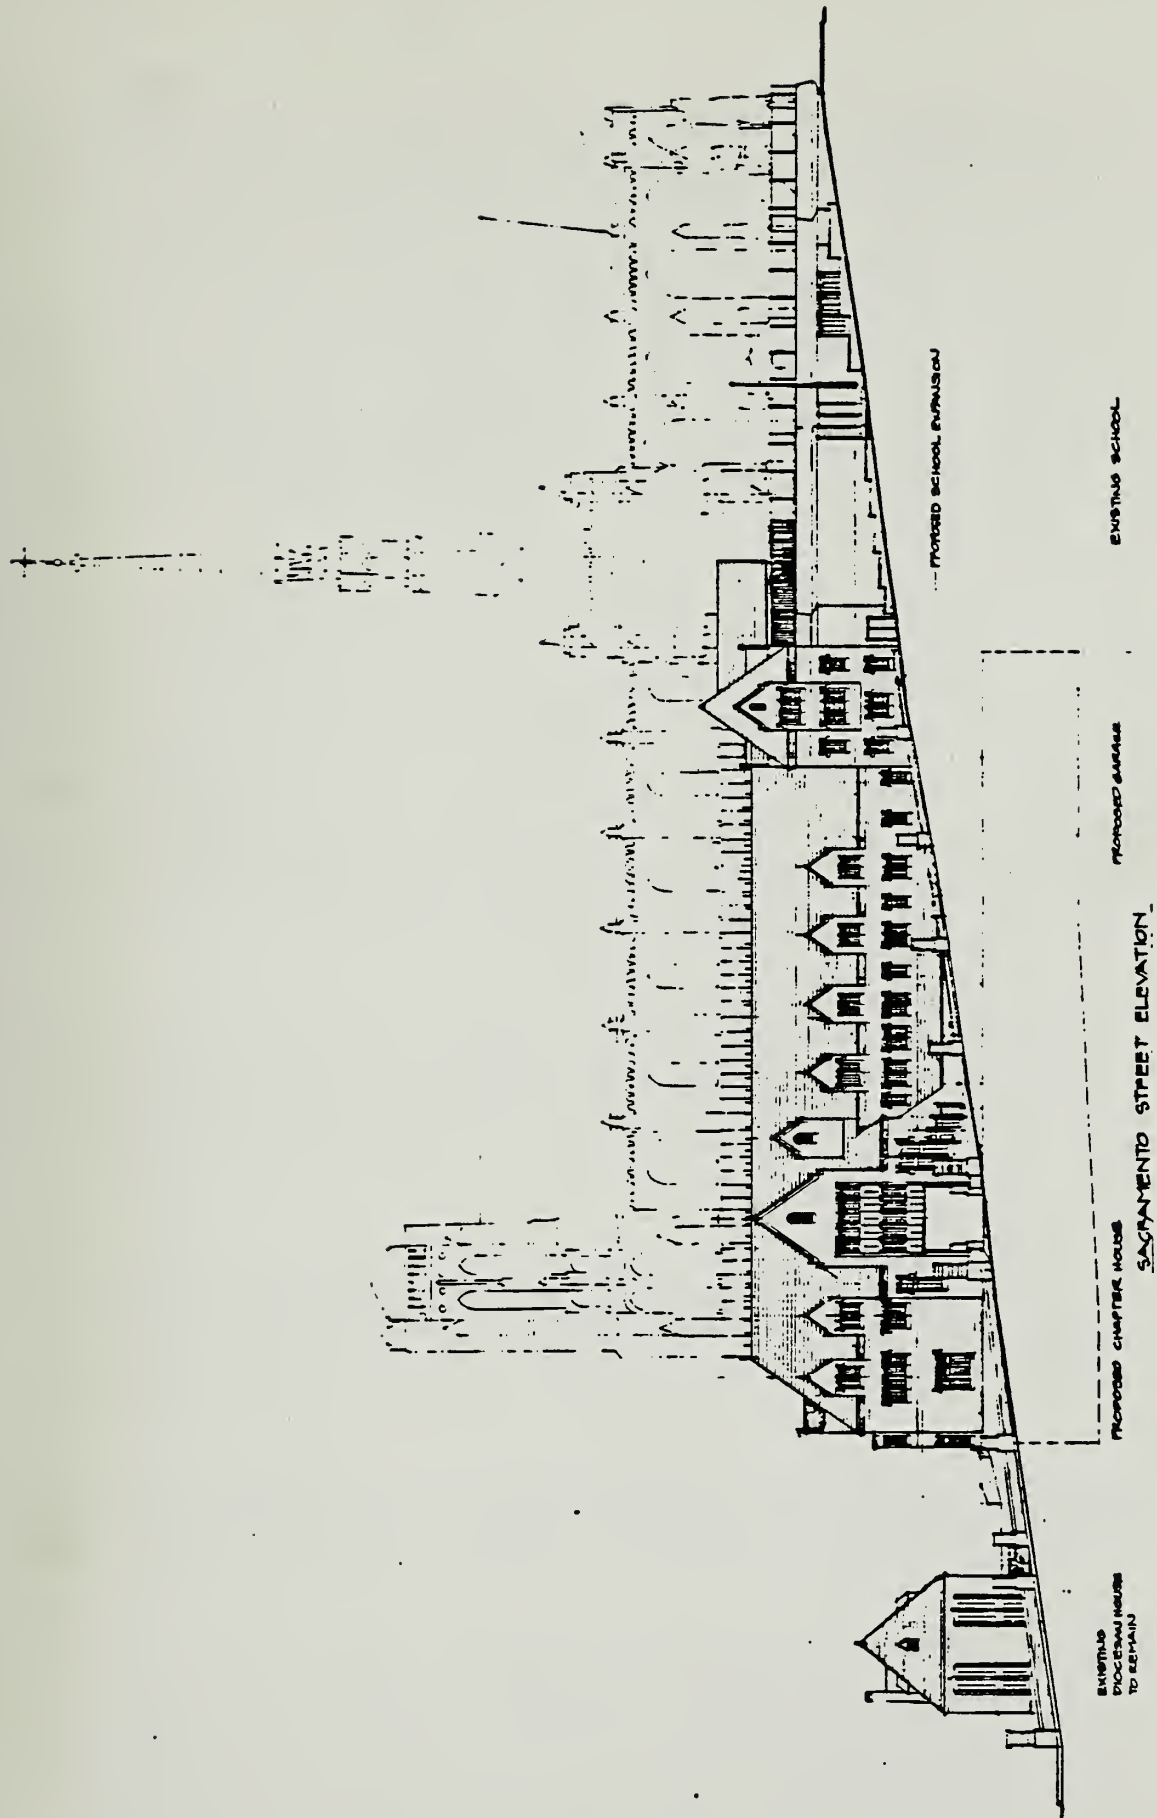 EXISTING
DIOCESAN HOUSE
TO REMAIN
PROPOSED CHAPTER HOUSE
PROPOSED GARAGE
PROPOSED SCHOOL EXPANSION
EXISTING SCHOOL
SACRAMENTO STREET ELEVATION